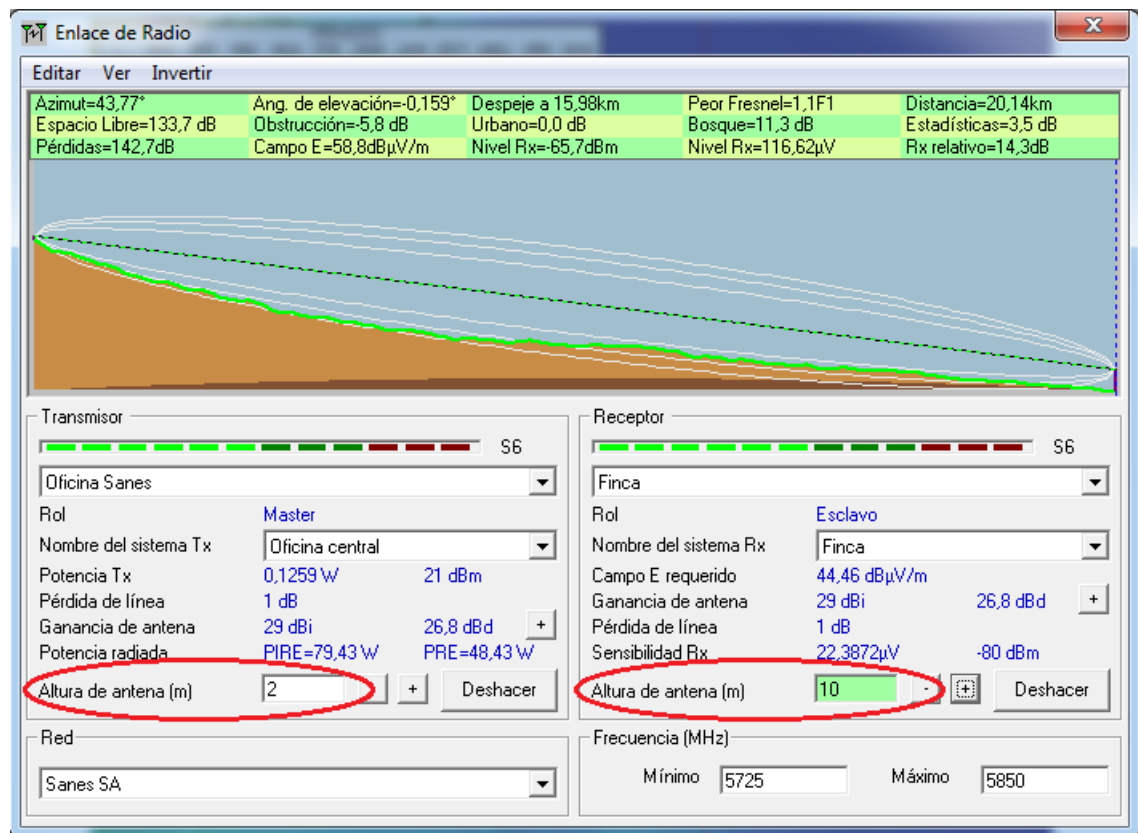 Enlace de Radio
Editar Ver Invertir
Azimut=43,77° Ang. de elevación=-0,159° Despeje a 15,98km Peor Fresnel=1,1F1 Distancia=20,14km
Espacio Libre=133,7 dB Obstrucción=-5,8 dB Urbano=0,0 dB Bosque=11,3 dB Estadísticas=3,5 dB
Pérdidas=142,7dB Campo E=58,8dBµV/m Nivel Rx=-65,7dBm Nivel Rx=116,62µV Rx relativo=14,3dB
Transmisor
S6
Oficina Sanes
Rol Master
Nombre del sistema Tx Oficina central
Potencia Tx 0,1259 W 21 dBm
Pérdida de línea 1 dB
Ganancia de antena 29 dBi 26,8 dBd +
Potencia radiada PIRE=79,43 W PRE=48,43 W
Altura de antena (m) 2 + Deshacer
Red
Sanes SA
Receptor
S6
Finca
Rol Esclavo
Nombre del sistema Rx Finca
Campo E requerido 44,46 dBµV/m
Ganancia de antena 29 dBi 26,8 dBd +
Pérdida de línea 1 dB
Sensibilidad Rx 22,3872µV -80 dBm
Altura de antena (m) 10 - + Deshacer
Frecuencia (MHz)
Mínimo 5725 Máximo 5850